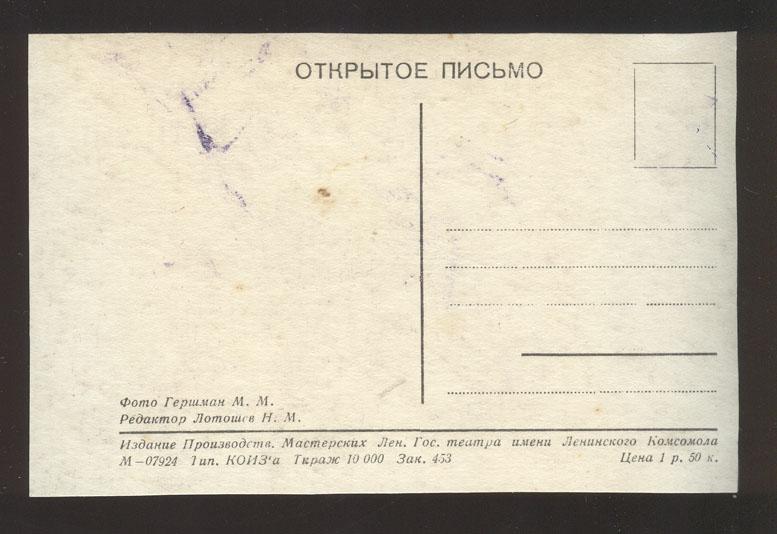 ОТКРЫТОЕ ПИСЬМО
Фото Гершман М. М.
Редактор Лотошев Н. М.
Издание Производств. Мастерских Лен. Гос. театра имени Ленинского Комсомола
М—07924 Тип. КОИЗ'а Тираж 10 000 Зак. 453 Цена 1 р. 50 к.